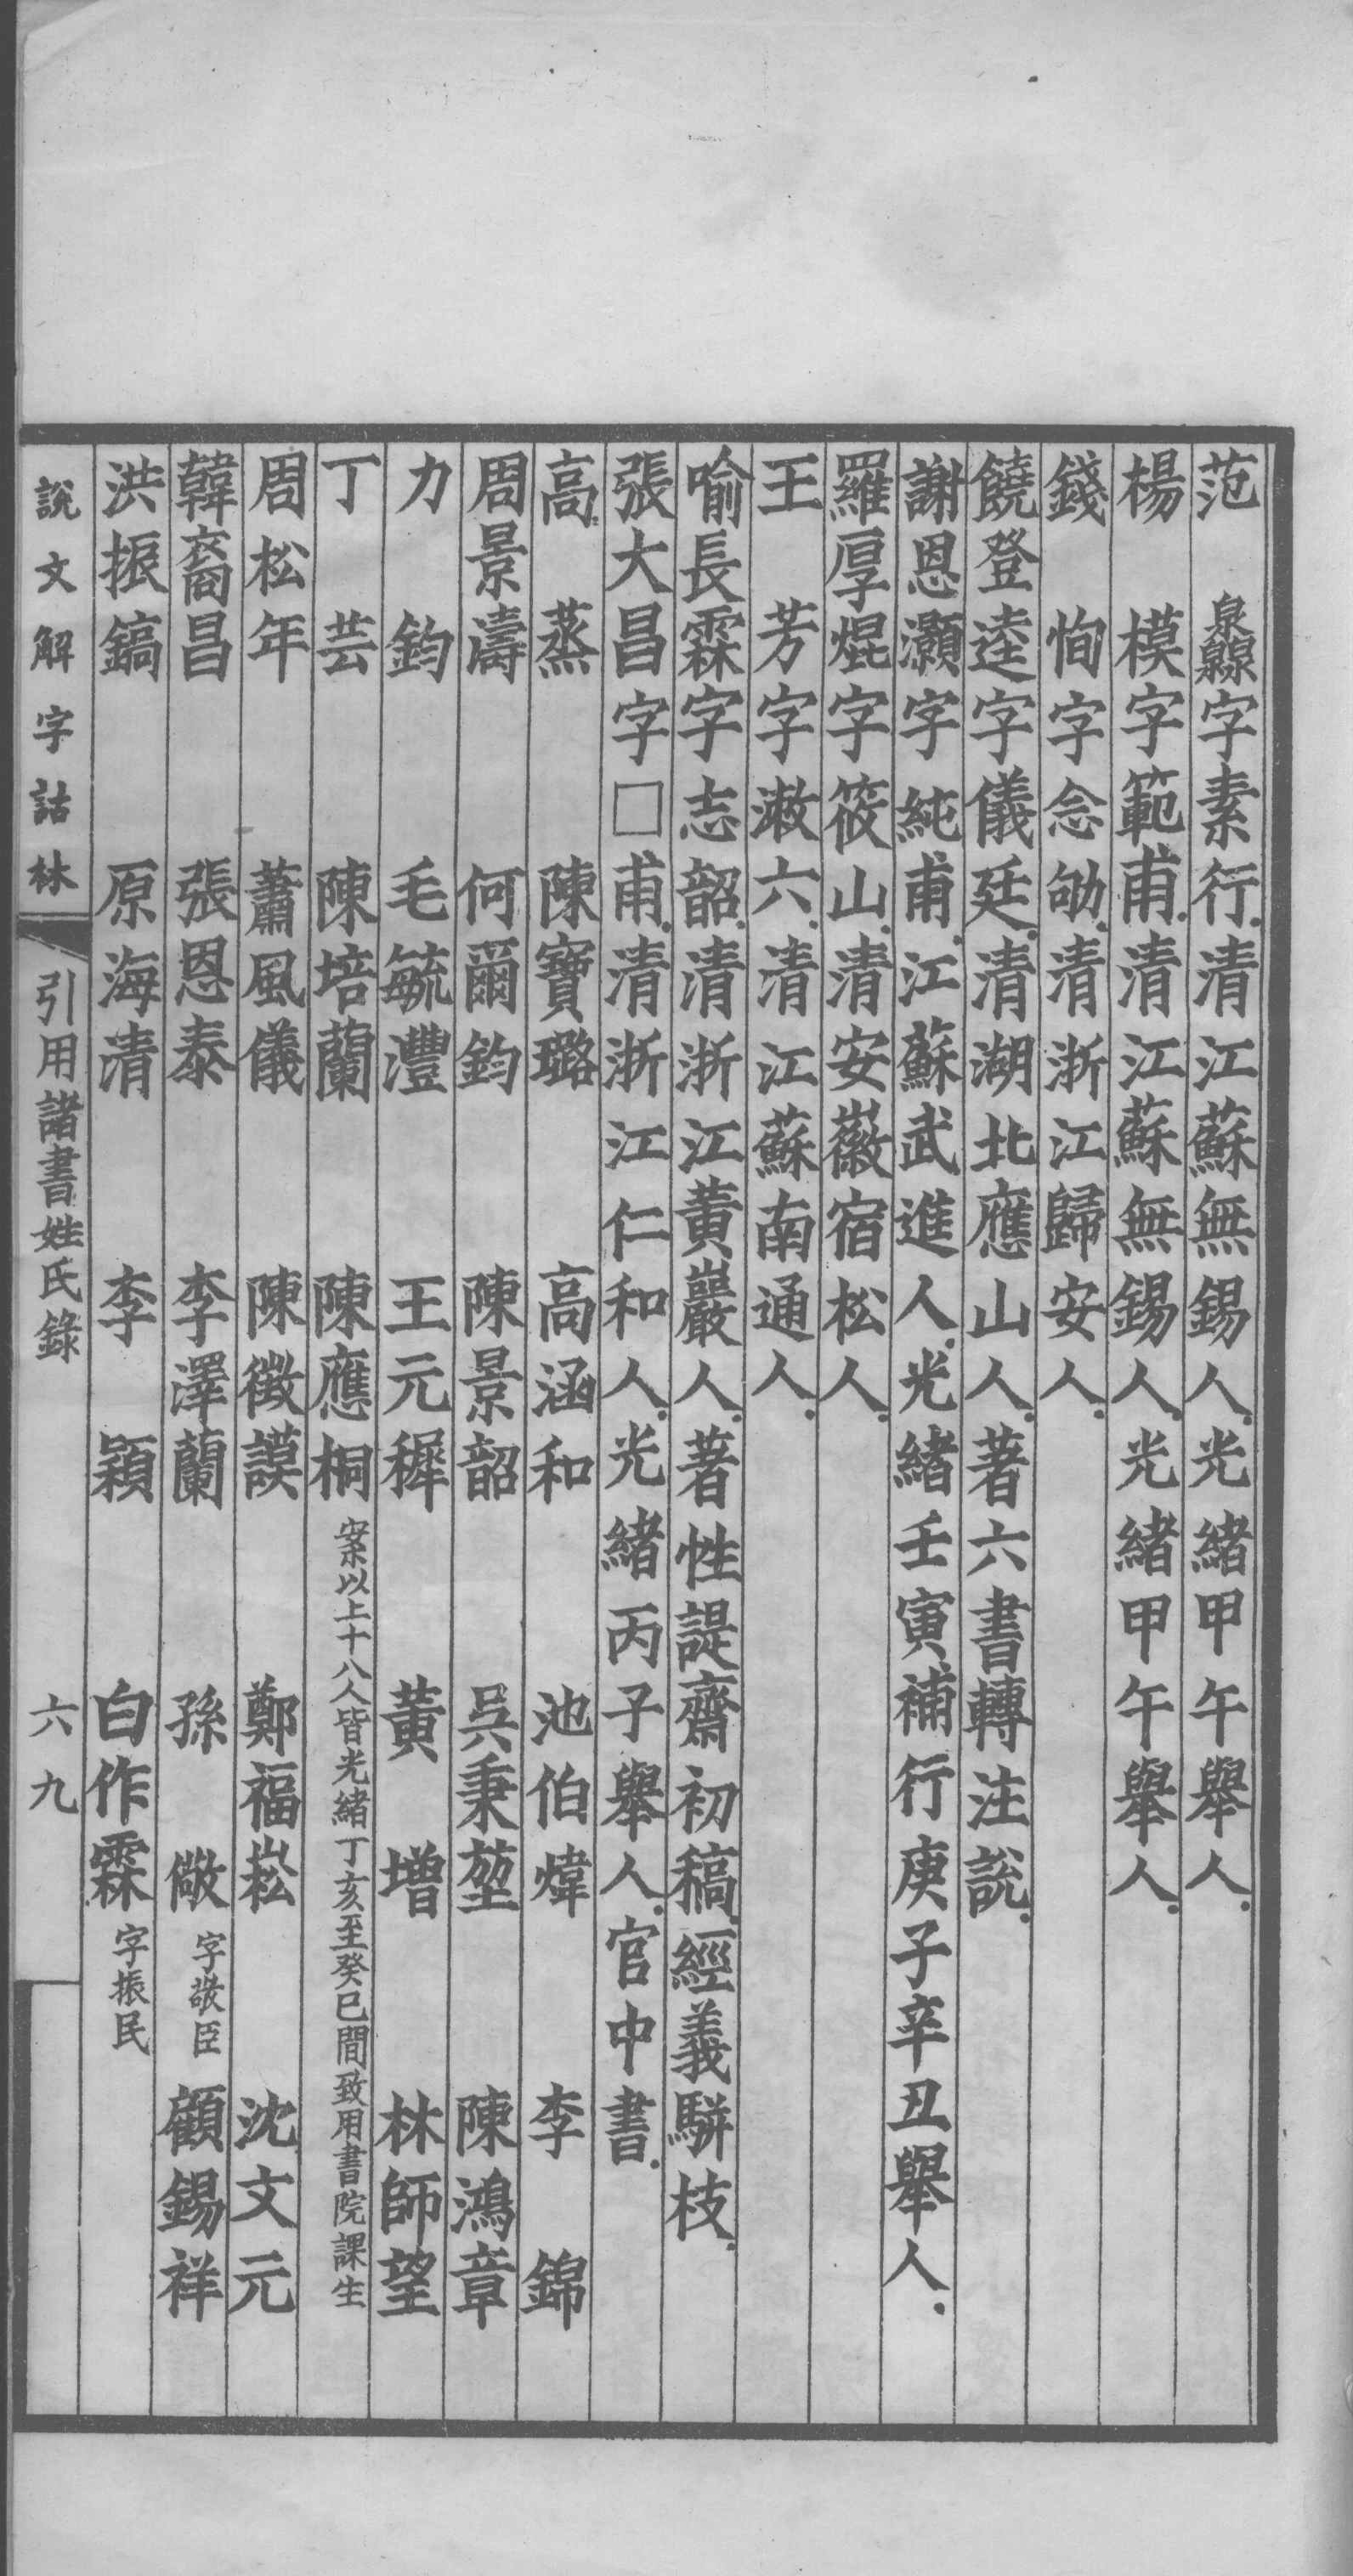 范　灥字素行.清江蘇無錫人.光緒甲午舉人.
楊　模字範甫.清江蘇無錫人.光緒甲午舉人.
錢　恂字念劬.清浙江歸安人.
饒登逵字儀廷.清湖北應山人.著六書轉注說.
謝恩灝字純甫.江蘇武進人.光緒壬寅補行庚子辛丑舉人.
羅厚焜字筱山.清安徽宿松人.
王　芳字漱六.清江蘇南通人.
喻長霖字志韶.清浙江黃巖人.著惺諟齋初稿.經義駢枝.
張大昌字□甫.清浙江仁和人.光緒丙子舉人.官中書.
高　蒸　陳寶璐　高涵和　池伯煒　李　錦
周景濤　何爾鈞　陳景韶　吳秉堃　陳鴻章
力　鈞　毛毓灃　王元穉　黃　增　林師望
丁　芸　陳培蘭　陳應桐　案以上十八人皆光緒丁亥至癸巳間致用書院課生
周松年　蕭風儀　陳徵謨　鄭福崧　沈文元
韓裔昌　張恩泰　李澤蘭　孫　儆字敬臣　顧錫祥
洪振鎬　原海清　李　潁　白作霖字振民
說文解字詁林　引用諸書姓氏錄　六九